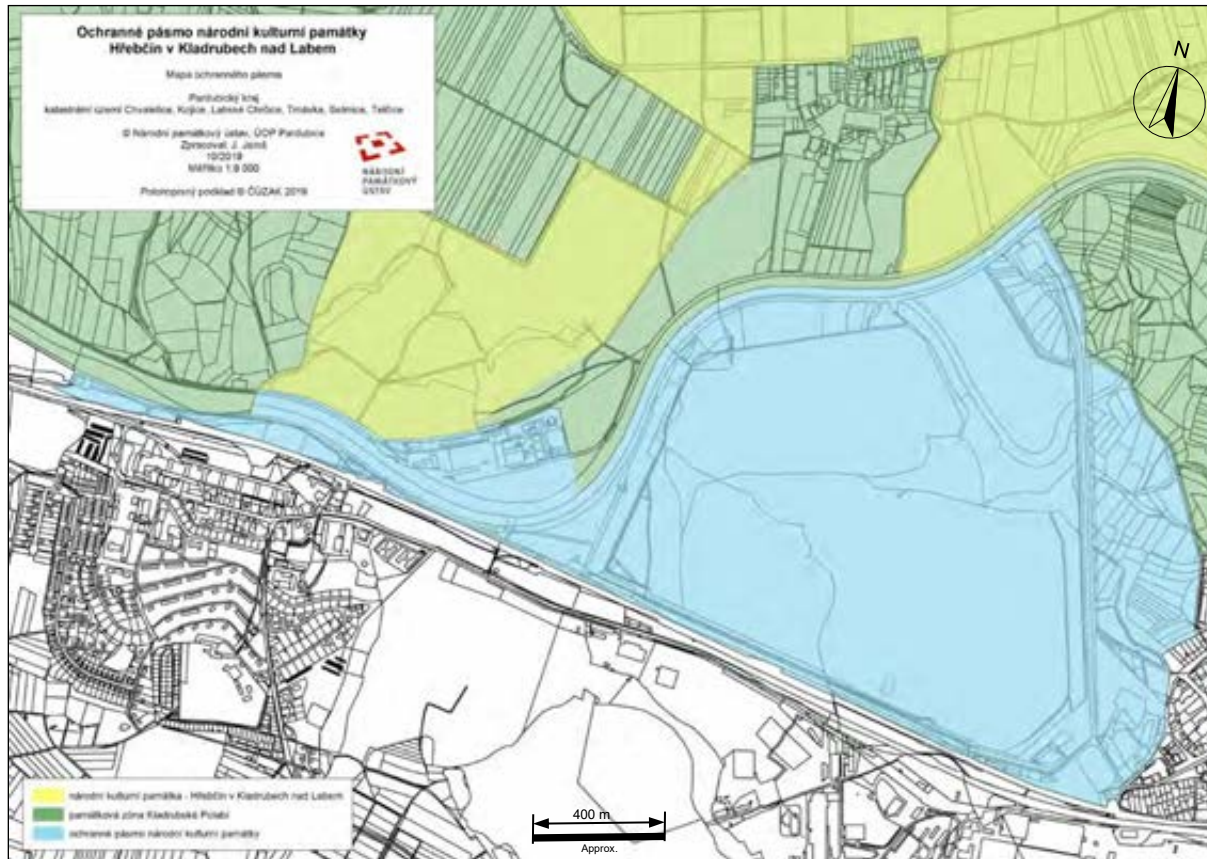 Ochranné pásmo národní kulturní památky
Hřebčín v Kladrubech nad Labem
Mapa ochranného pásma
Pardubický kraj
katastrální území Chvaletice, Kojice, Labské Chrčice, Trnávka, Selmice, Telčice
© Národní památkový ústav, ÚOP Pardubice
Zpracoval: J.
10/2019
Měřítko 1:8 000
Polohopisný podklad © ČÚZAK 2019
NÁRODNÍ
PAMÁTKOVÝ
ÚSTAV
N
národní kulturní památka - Hřebčín v Kladrubech nad Labem
památková zóna Kladrubské Polabí
ochranné pásmo národní kulturní památky
400 m
Approx.